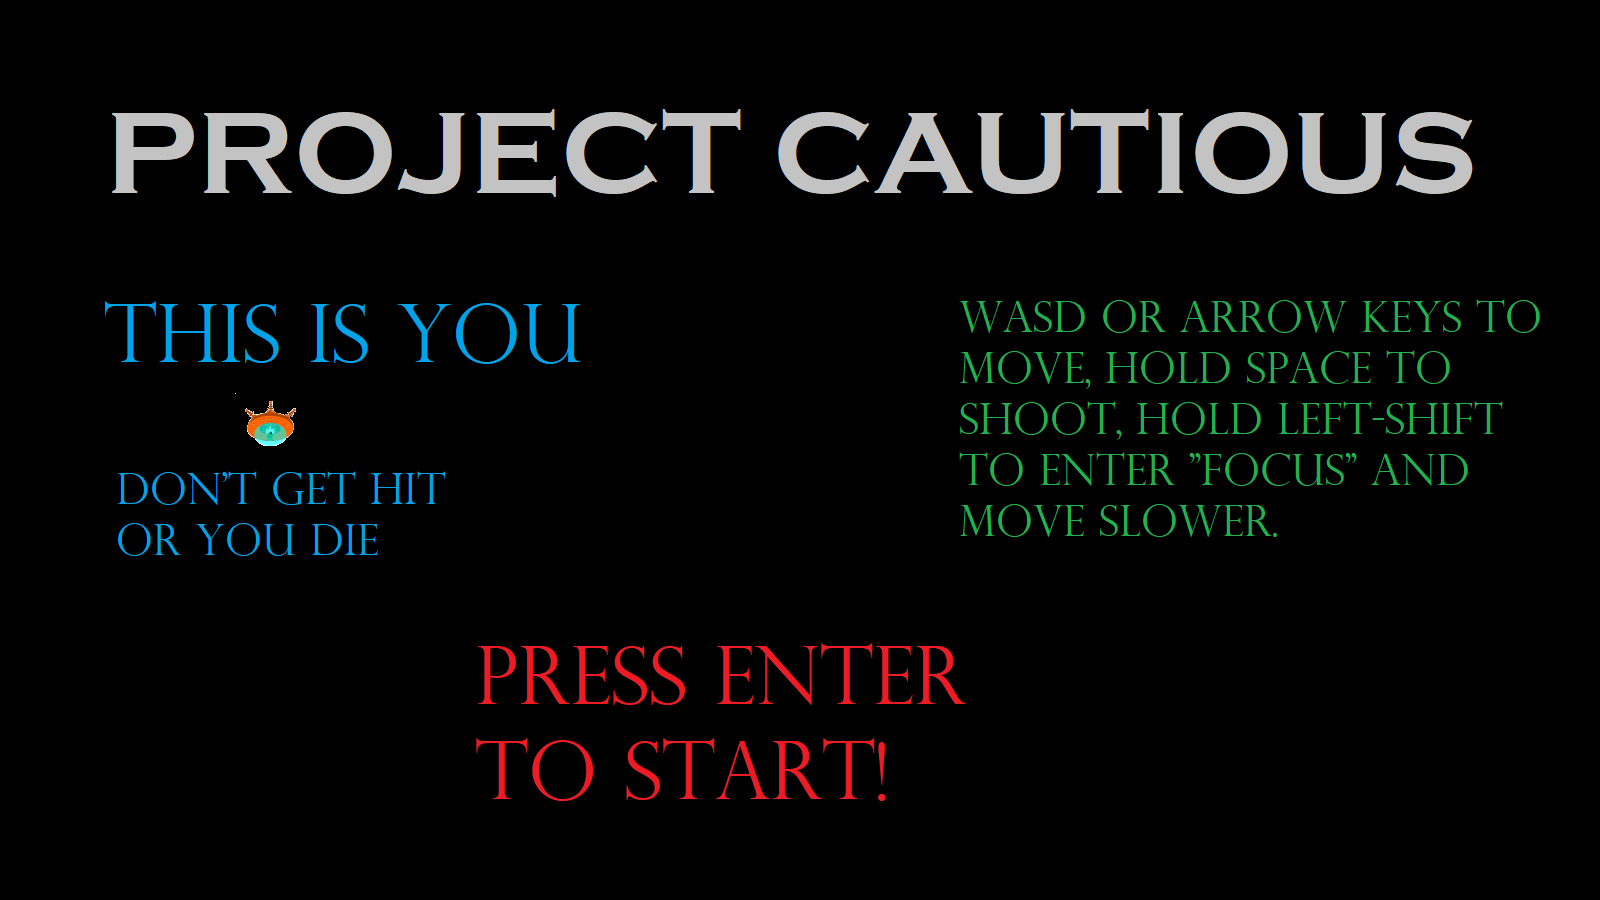 PROJECT CAUTIOUS
THIS IS YOU
DON'T GET HIT
OR YOU DIE
WASD OR ARROW KEYS TO
MOVE, HOLD SPACE TO
SHOOT, HOLD LEFT-SHIFT
TO ENTER "FOCUS" AND
MOVE SLOWER.
PRESS ENTER
TO START!